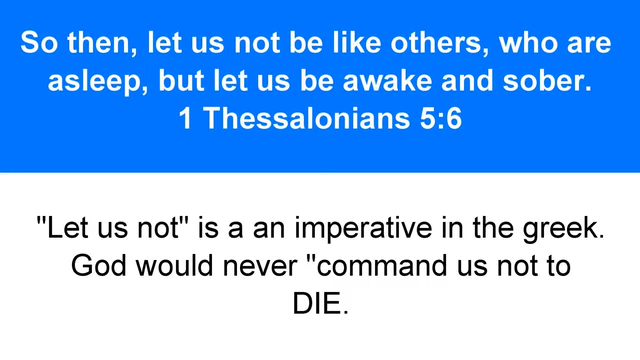 So then, let us not be like others, who are
asleep, but let us be awake and sober.
1 Thessalonians 5:6
"Let us not" is a an imperative in the greek.
God would never "command us not to
DIE.